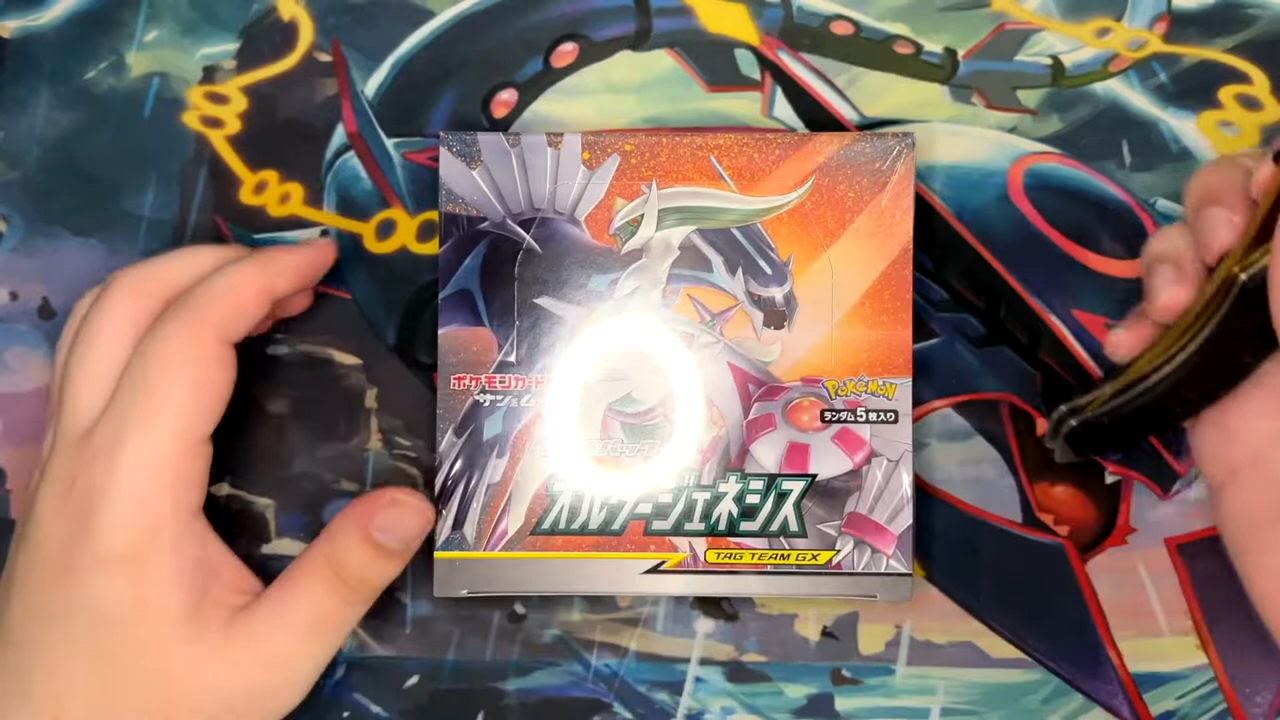 ポケモンカード
サン&ムー
POKéMON
ランダム5枚入り
オルタージェネシス
TAG TEAM GX